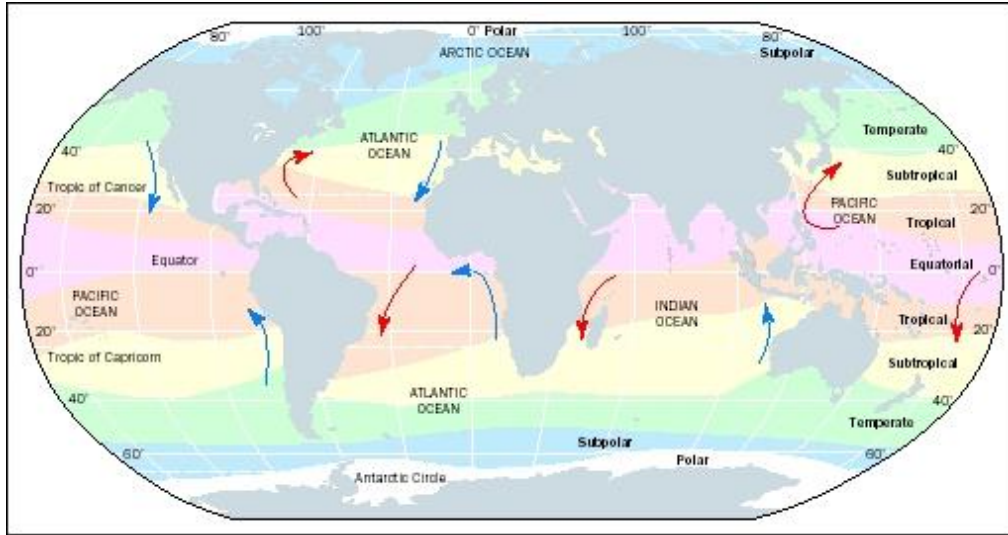 80°
100°
0°
Polar
100°
80°
ARCTIC OCEAN
Subpolar
ATLANTIC
OCEAN
Temperate
40°
40°
Subtropical
Tropic of Cancer
20°
20°
PACIFIC
OCEAN
Tropical
Equator
Equatorial
0°
0°
PACIFIC
OCEAN
INDIAN
OCEAN
Tropical
20°
20°
Tropic of Capricorn
Subtropical
40°
ATLANTIC
OCEAN
40°
Temperate
Subpolar
60°
Polar
60°
Antarctic Circle